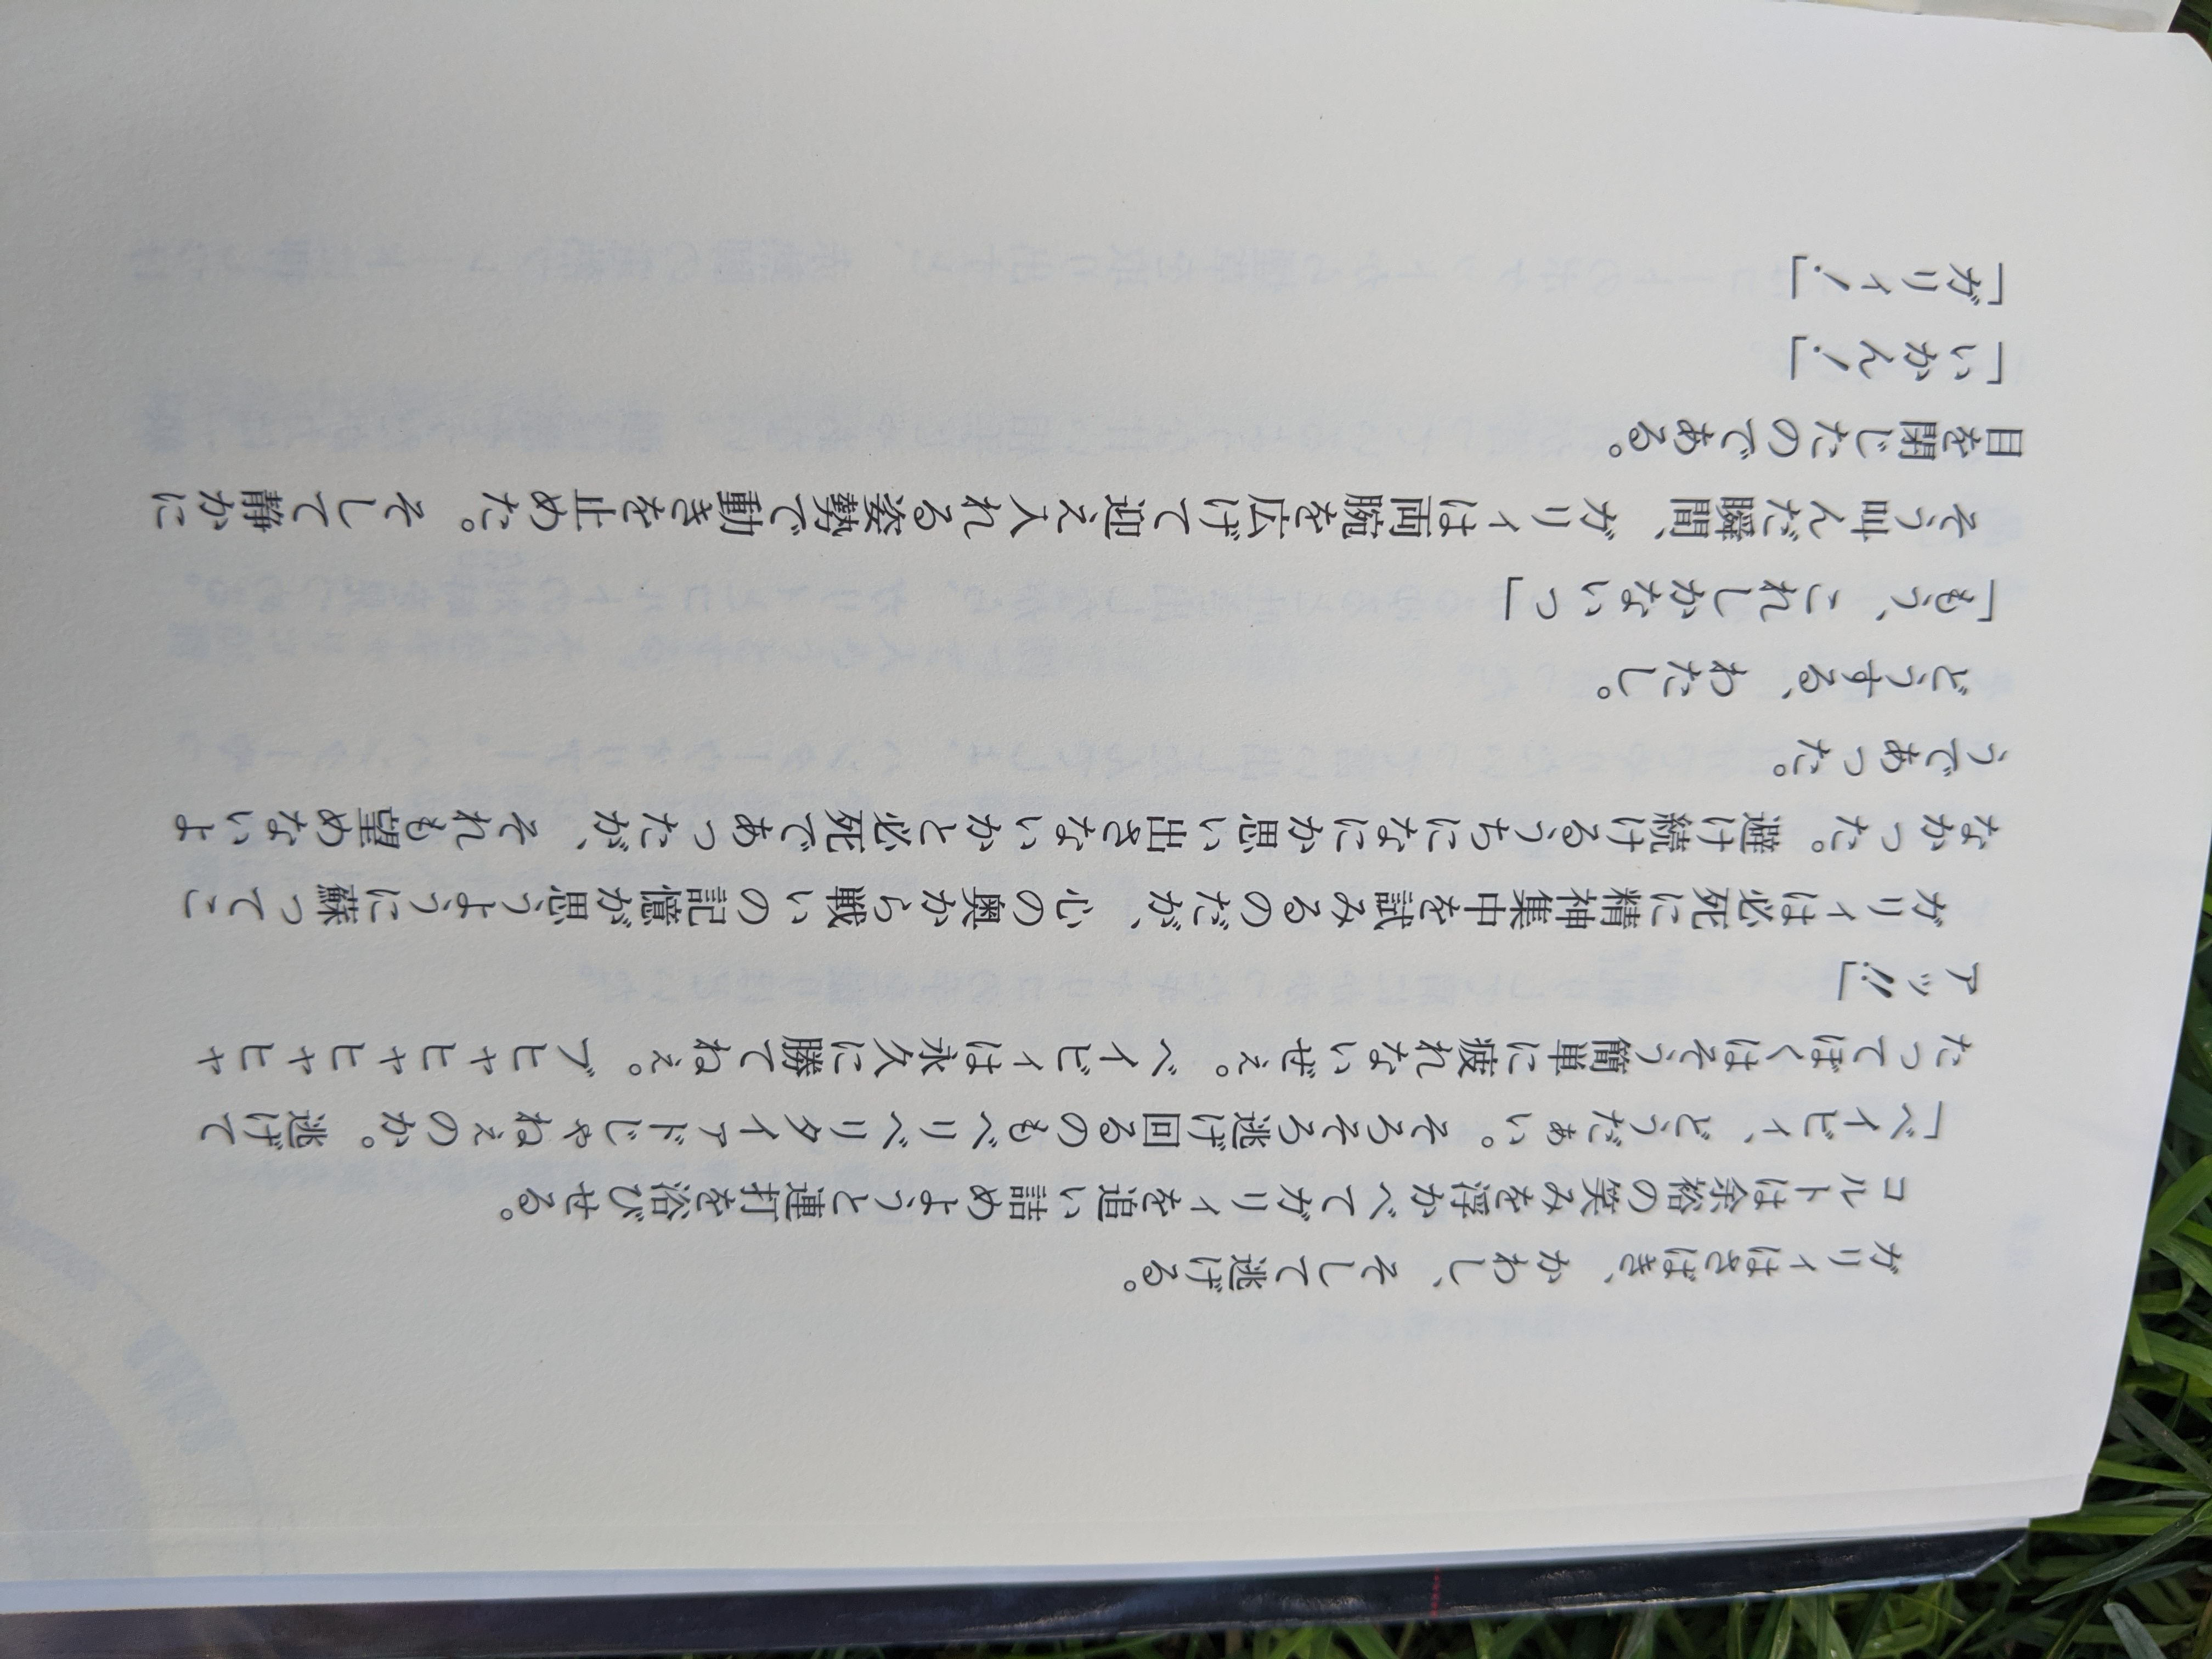 ガリィはさばき、かわし、そして逃げる。
コルトは余裕の笑みを浮かべてガリィを追い詰めようと連打を浴びせる。
「ベイビィ、どうだぁい。そろそろ逃げ回るのもベリベリタイアドじゃねぇのか。逃げて
たってぼくはそう簡単に疲れないぜぇ。ベイビィは永久に勝てねぇ。ブヒャヒャヒャヒャ
アッ!!」
ガリィは必死に精神集中を試みるのだが、心の奥から戦いの記憶が思うように蘇ってこ
なかった。避け続けるうちになにか思い出さないかと必死であったが、それも望めないよ
うであった。
どうする、わたし。
「もう、これしかないっ」
そう叫んだ瞬間、ガリィは両腕を広げて迎え入れる姿勢で動きを止めた。そして静かに
目を閉じたのである。
「いかん!」
「ガリィ!」